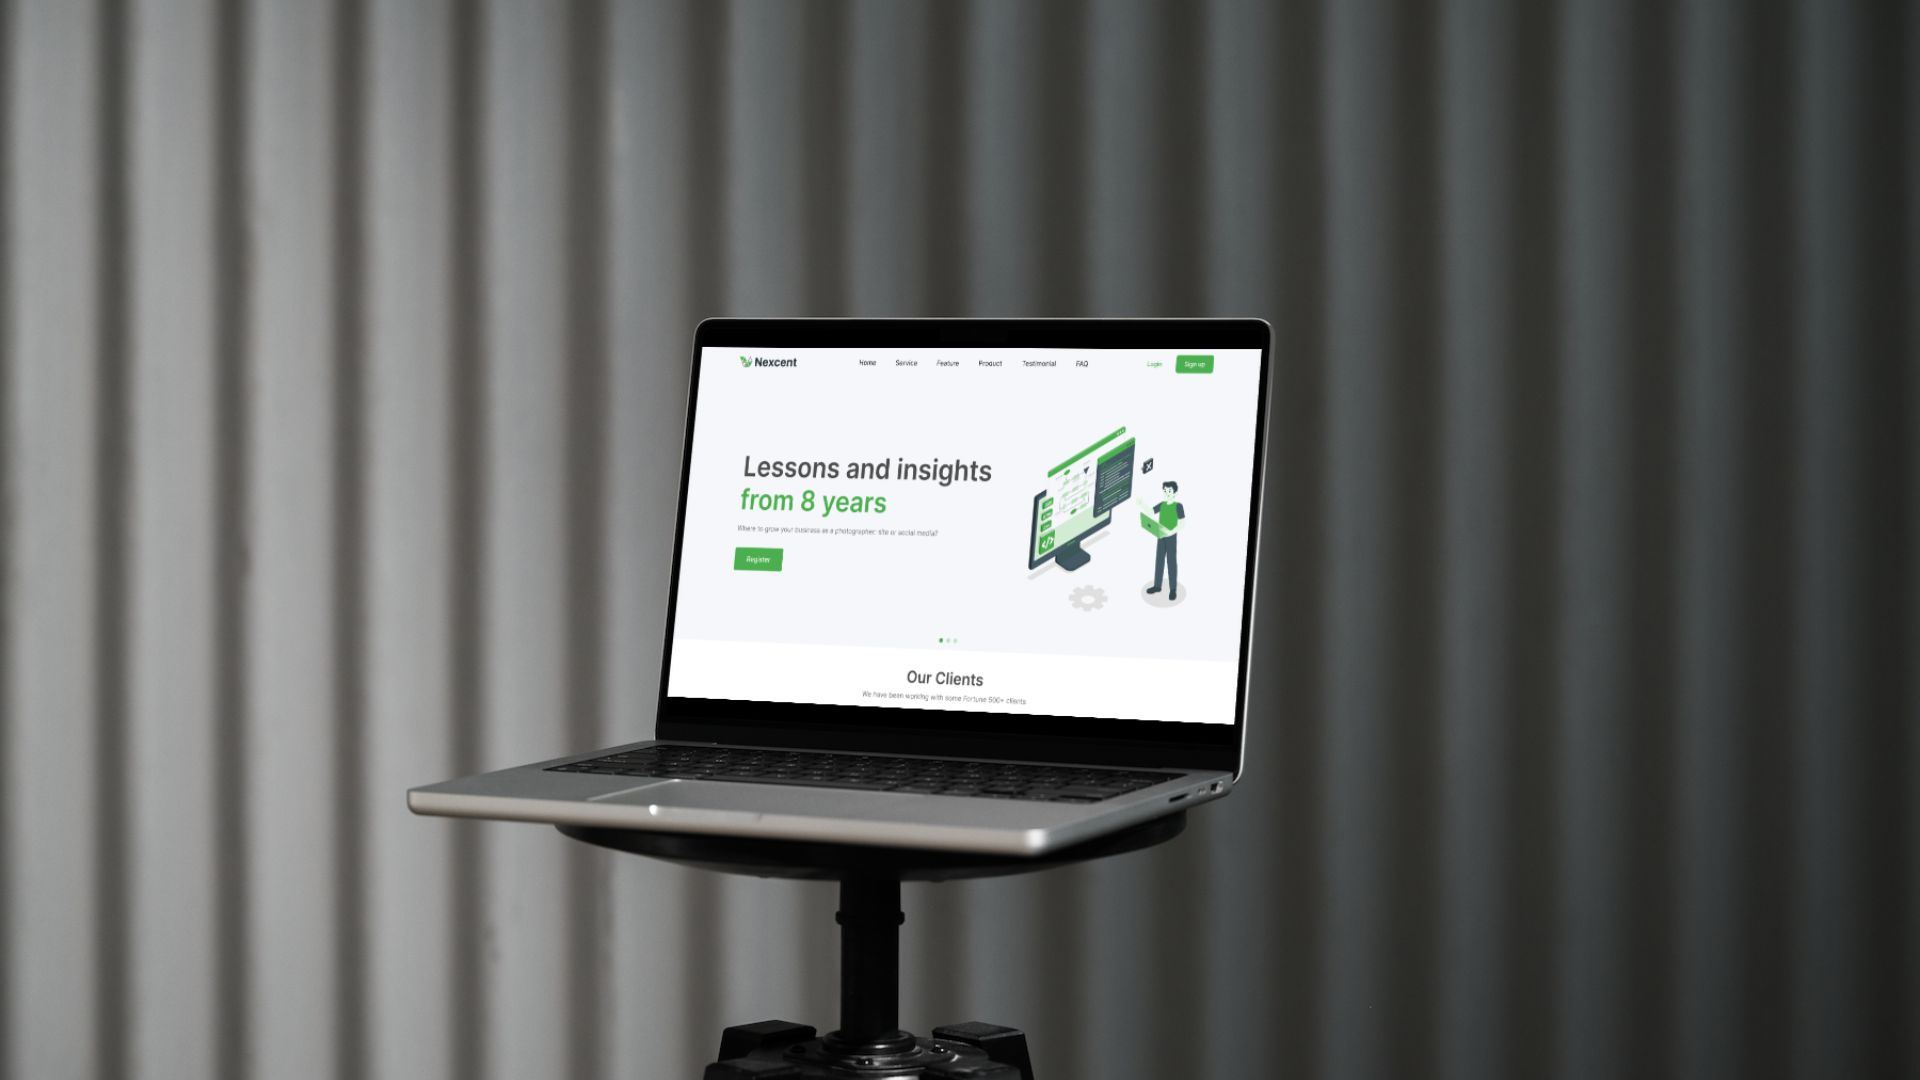 Nexcent
Home Service Feature Product Testimonial FAQ
Login Sign up
Lessons and insights
from 8 years
Where to grow your business as a photographer: site or social media?
Register
Our Clients
We have been working with some Fortune 500+ clients